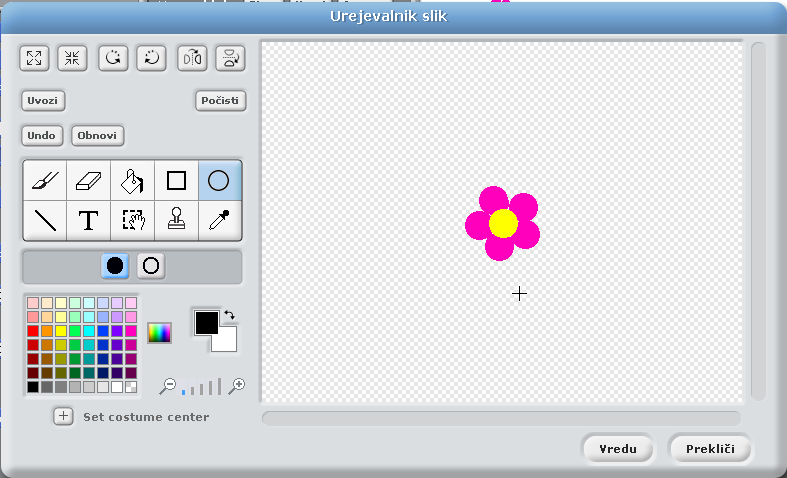 Urejevalnik slik
Uvozi
Počisti
Undo
Obnovi
T
Set costume center
Vredu
Prekliči